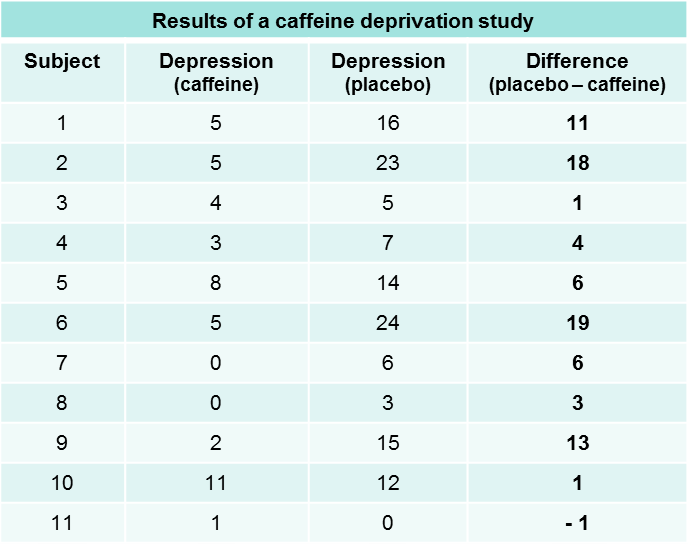 Results of a caffeine deprivation study
Subject Depression (caffeine) Depression (placebo) Difference (placebo – caffeine)
1 5 16 11
2 5 23 18
3 4 5 1
4 3 7 4
5 8 14 6
6 5 24 19
7 0 6 6
8 0 3 3
9 2 15 13
10 11 12 1
11 1 0 - 1